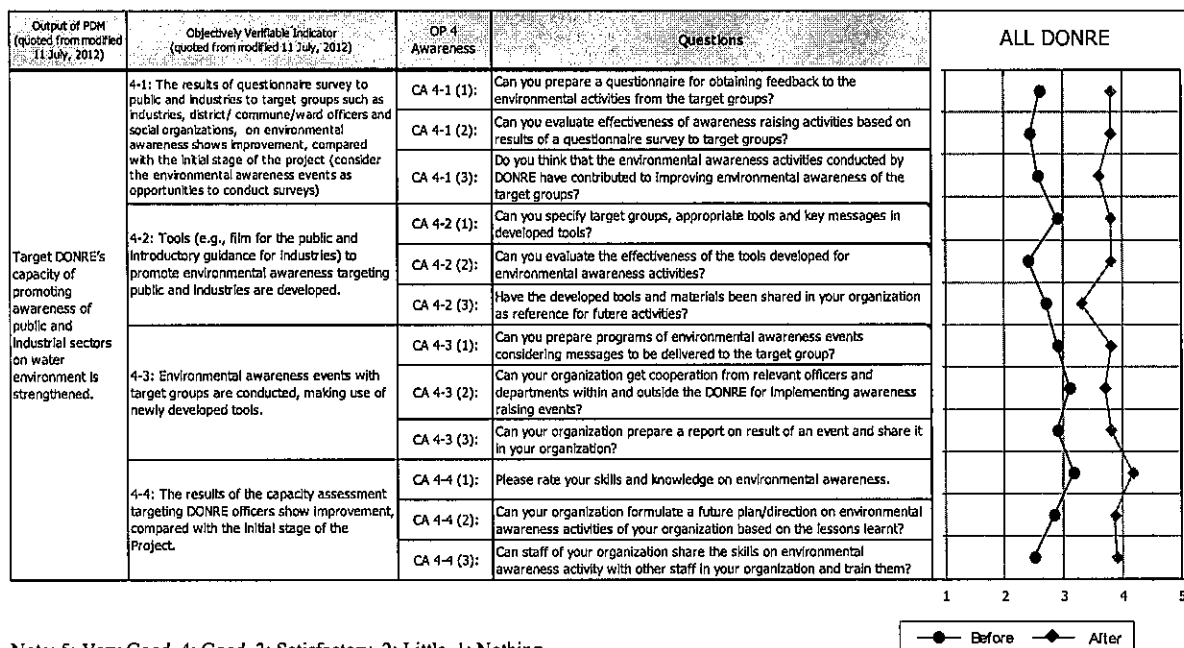 Output of PDM
(quoted from modified
11 July, 2012)
Objectively Verifiable Indicator
(quoted from modified 11 July, 2012)
OP 4
Awareness
Questions
ALL DONRE
Target DONRE's
capacity of
promoting
awareness of
public and
industrial sectors
on water
environment is
strengthened.
4-1: The results of questionnaire survey to
public and industries to target groups such as
industries, district/ commune/ward officers and
social organizations, on environmental
awareness shows improvement, compared
with the initial stage of the project (consider
the environmental awareness events as
opportunities to conduct surveys)
CA 4-1 (1):
Can you prepare a questionnaire for obtaining feedback to the
environmental activities from the target groups?
CA 4-1 (2):
Can you evaluate effectiveness of awareness raising activities based on
results of a questionnaire survey to target groups?
CA 4-1 (3):
Do you think that the environmental awareness activities conducted by
DONRE have contributed to improving environmental awareness of the
target groups?
4-2: Tools (e.g., film for the public and
introductory guidance for industries) to
promote environmental awareness targeting
public and industries are developed.
CA 4-2 (1):
Can you specify target groups, appropriate tools and key messages in
developed tools?
CA 4-2 (2):
Can you evaluate the effectiveness of the tools developed for
environmental awareness activities?
CA 4-2 (3):
Have the developed tools and materials been shared in your organization
as reference for future activities?
4-3: Environmental awareness events with
target groups are conducted, making use of
newly developed tools.
CA 4-3 (1):
Can you prepare programs of environmental awareness events
considering messages to be delivered to the target group?
CA 4-3 (2):
Can your organization get cooperation from relevant officers and
departments within and outside the DONRE for implementing awareness
raising events?
CA 4-3 (3):
Can your organization prepare a report on result of an event and share it
in your organization?
4-4: The results of the capacity assessment
targeting DONRE officers show improvement,
compared with the initial stage of the
Project.
CA 4-4 (1):
Please rate your skills and knowledge on environmental awareness.
CA 4-4 (2):
Can your organization formulate a future plan/direction on environmental
awareness activities of your organization based on the lessons learnt?
CA 4-4 (3):
Can staff of your organization share the skills on environmental
awareness activity with other staff in your organization and train them?
1 2 3 4 5
Before After
Note: 5: Very Good, 4: Good, 3: Satisfactory, 2: Little, 1: Nothing